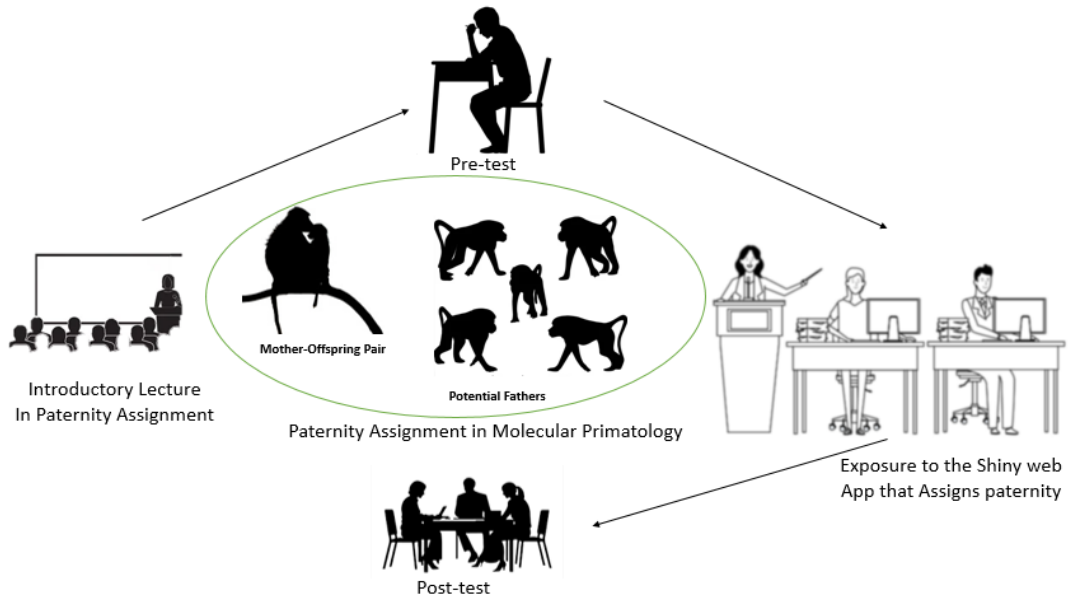 Pre-test
Mother-Offspring Pair
Potential Fathers
Introductory Lecture
In Paternity Assignment
Paternity Assignment in Molecular Primatology
Exposure to the Shiny web
App that Assigns paternity
Post-test